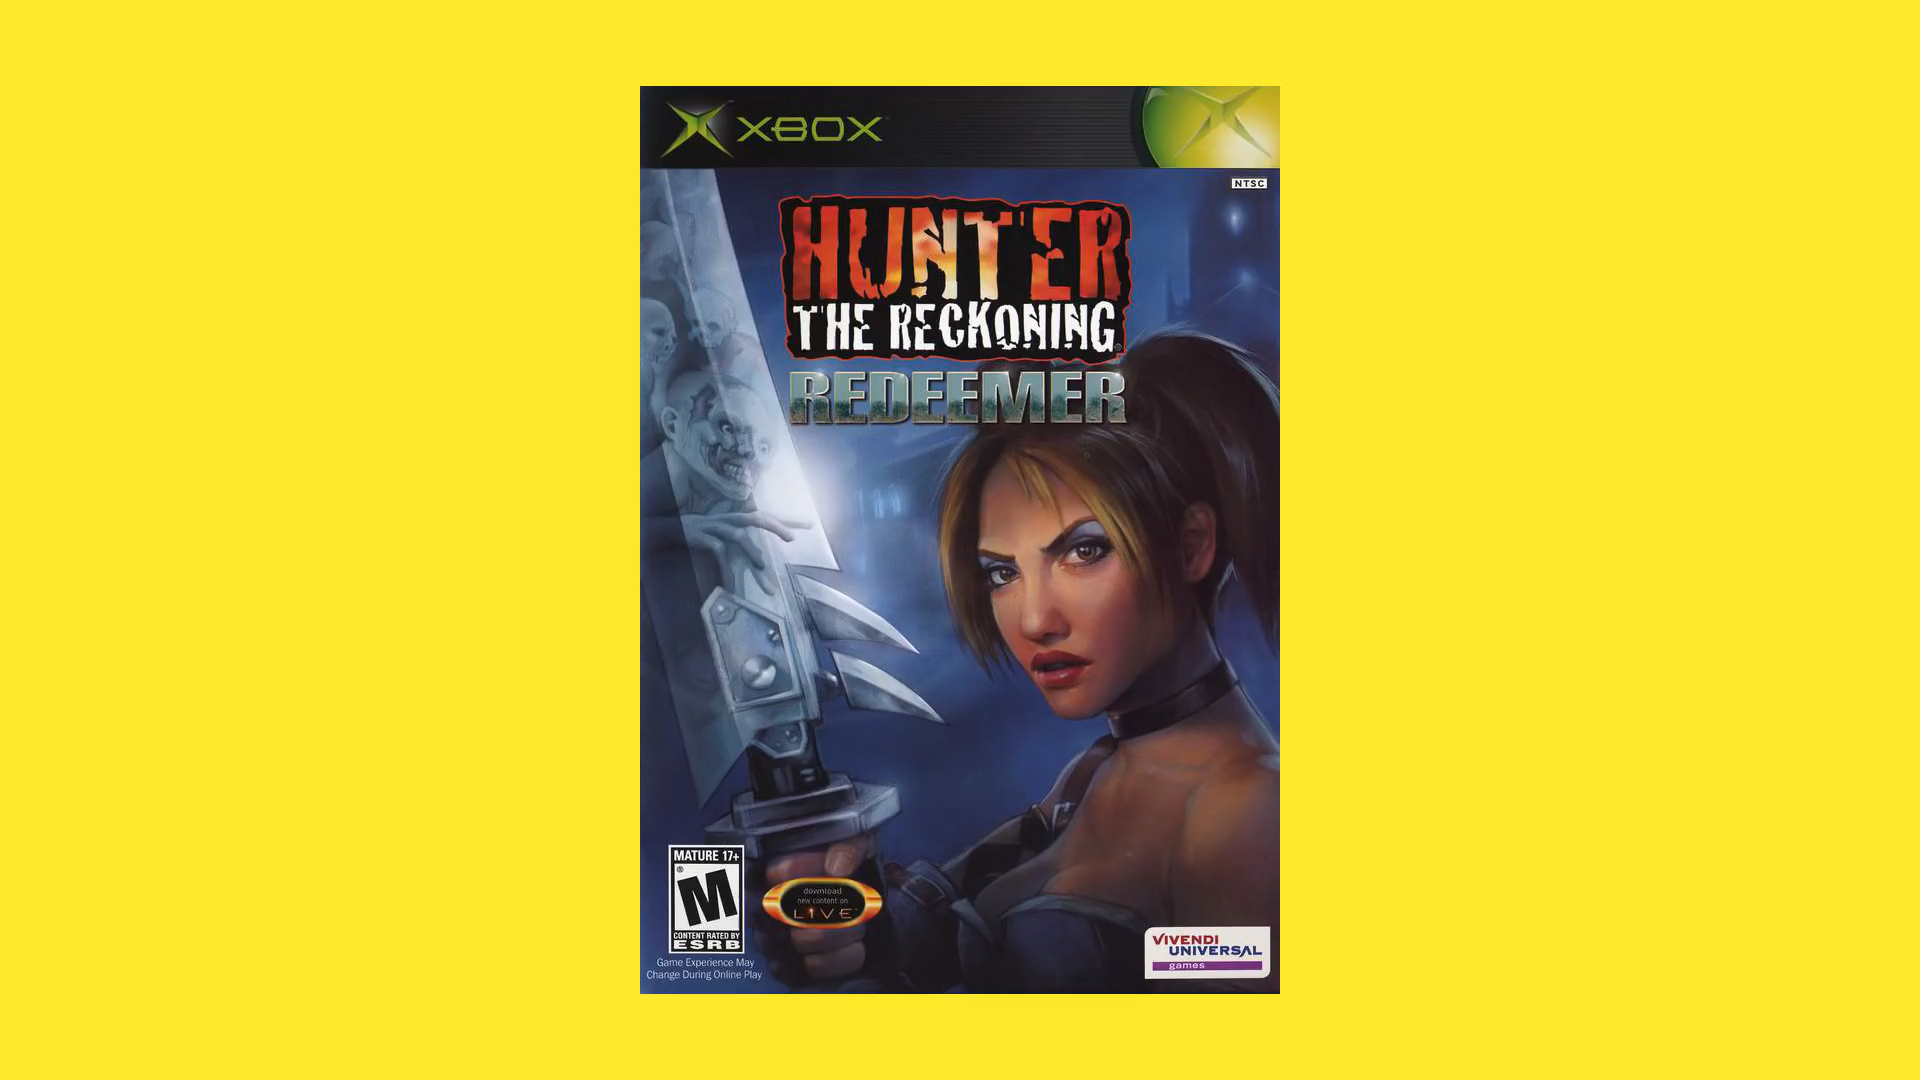 XBOX
NTSC
HUNTER
THE RECKONING
REDEEMER
MATURE 17+
M
CONTENT RATED BY
ESRB
Game Experience May
Change During Online Play
download
new content on
LIVE
VIVENDI
UNIVERSAL
games